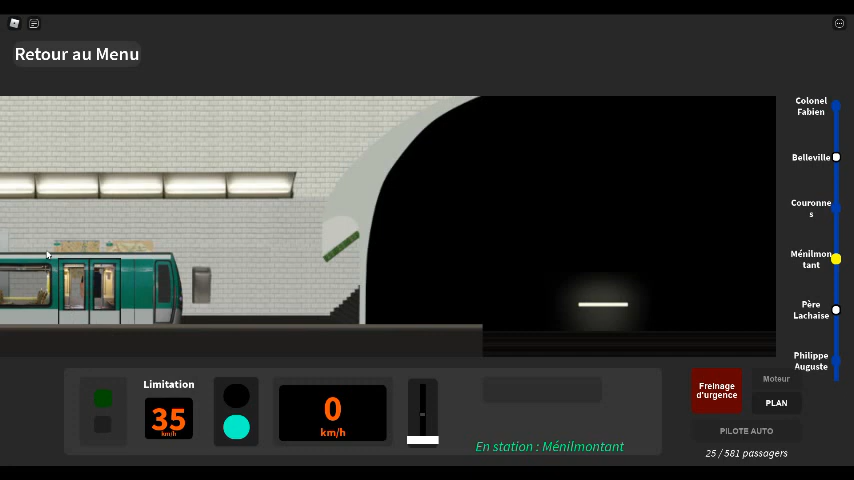 Retour au Menu
Colonel
Fabien
Belleville
Couronne
s
Ménilmon
tant
Père
Lachaise
Philippe
Auguste
Limitation
35
km/h
0
km/h
En station : Ménilmontant
Freinage
d'urgence
Moteur
PLAN
PILOTE AUTO
25 / 581 passagers